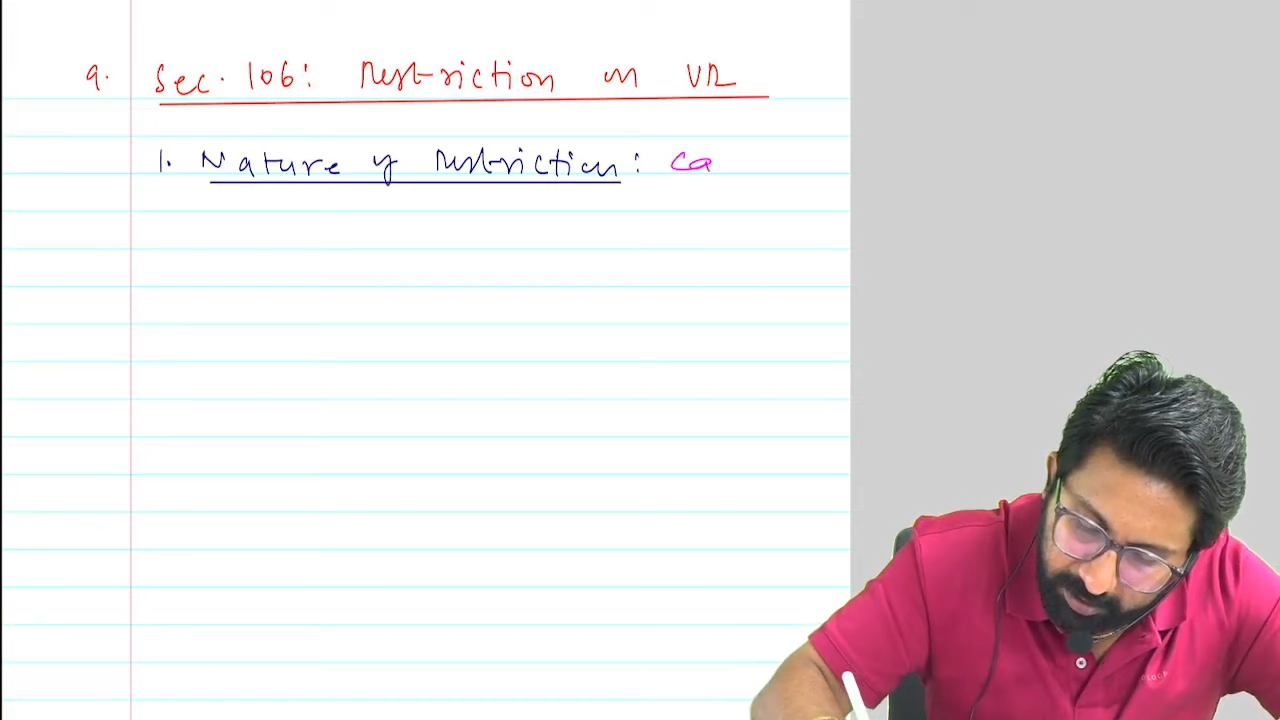 9. Sec. 106: Restriction on VR
1. Nature of restriction: Ca